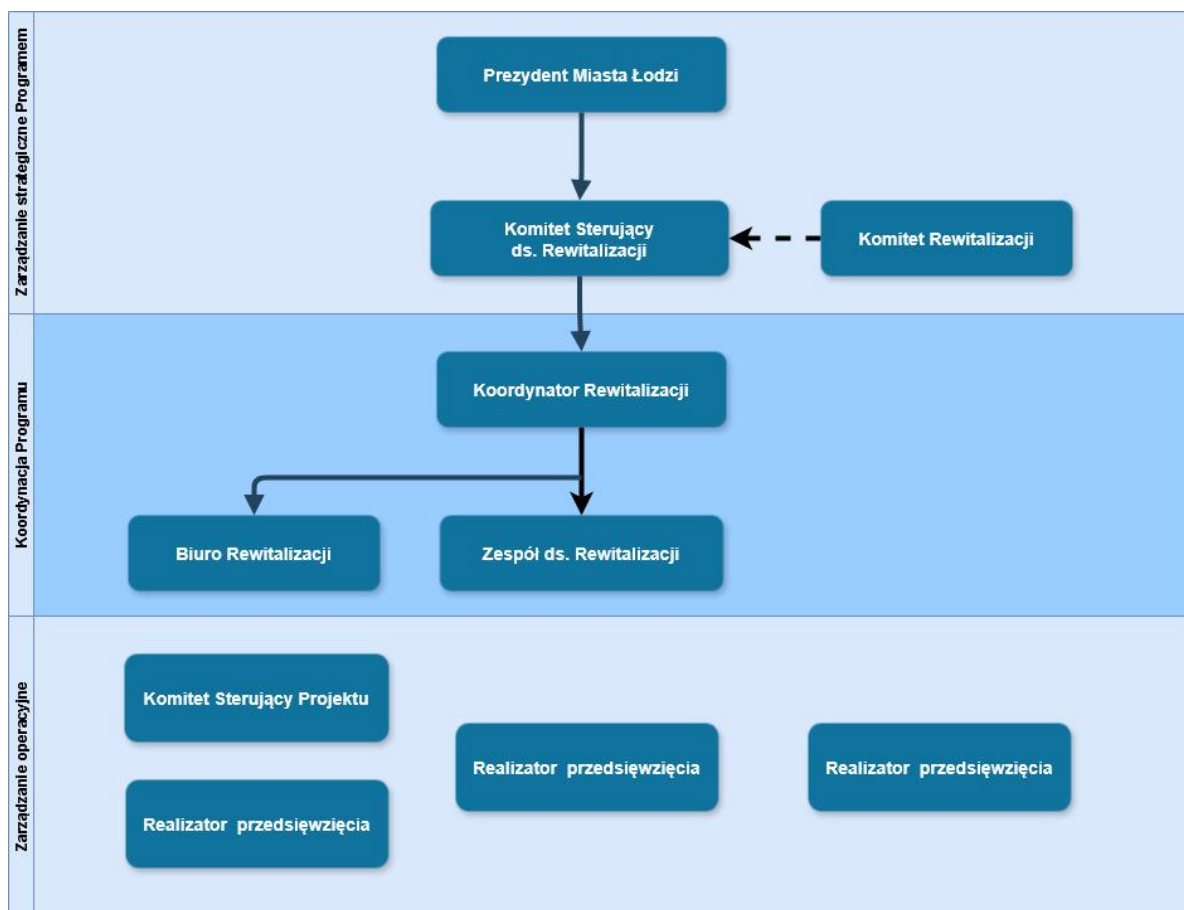 Zarządzanie strategiczne Programem
Prezydent Miasta Łodzi
Komitet Sterujący
ds. Rewitalizacji
Komitet Rewitalizacji
Koordynacja Programu
Koordynator Rewitalizacji
Biuro Rewitalizacji
Zespół ds. Rewitalizacji
Zarządzanie operacyjne
Komitet Sterujący Projektu
Realizator przedsięwzięcia
Realizator przedsięwzięcia
Realizator przedsięwzięcia